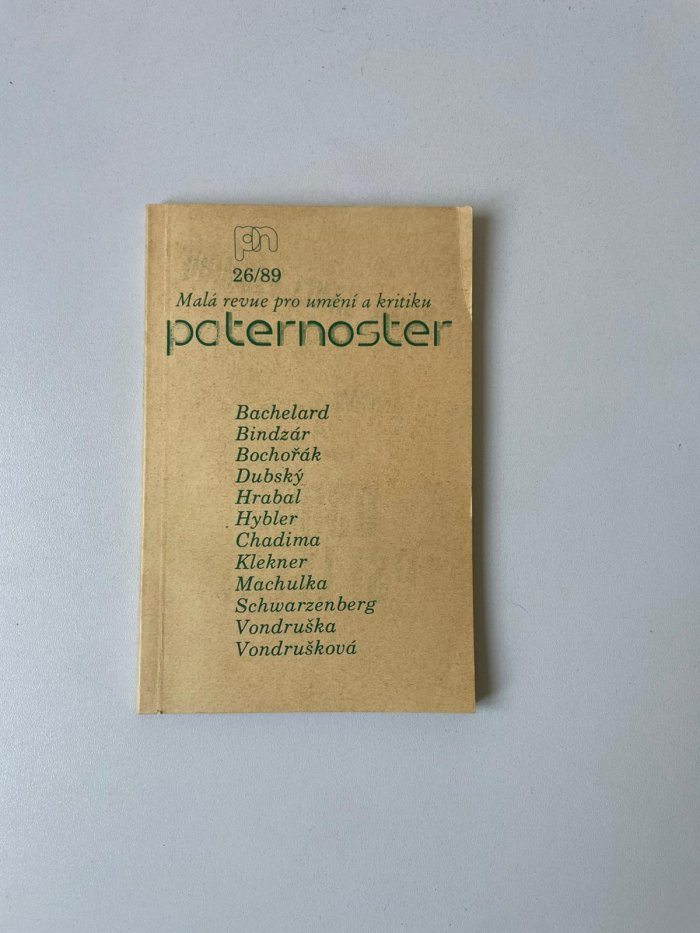 pn
26/89
Malá revue pro umění a kritiku
paternoster
Bachelard
Bindzár
Bochořák
Dubský
Hrabal
Hybler
Chadima
Klekner
Machulka
Schwarzenberg
Vondruška
Vondrušková